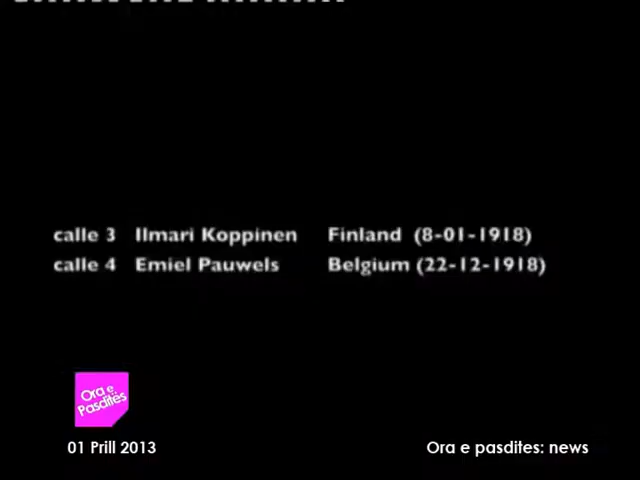 calle 3 Ilmari Koppinen Finland (8-01-1918)
calle 4 Emiel Pauwels Belgium (22-12-1918)
Ora e
Pasdites
01 Prill 2013
Ora e pasdites: news